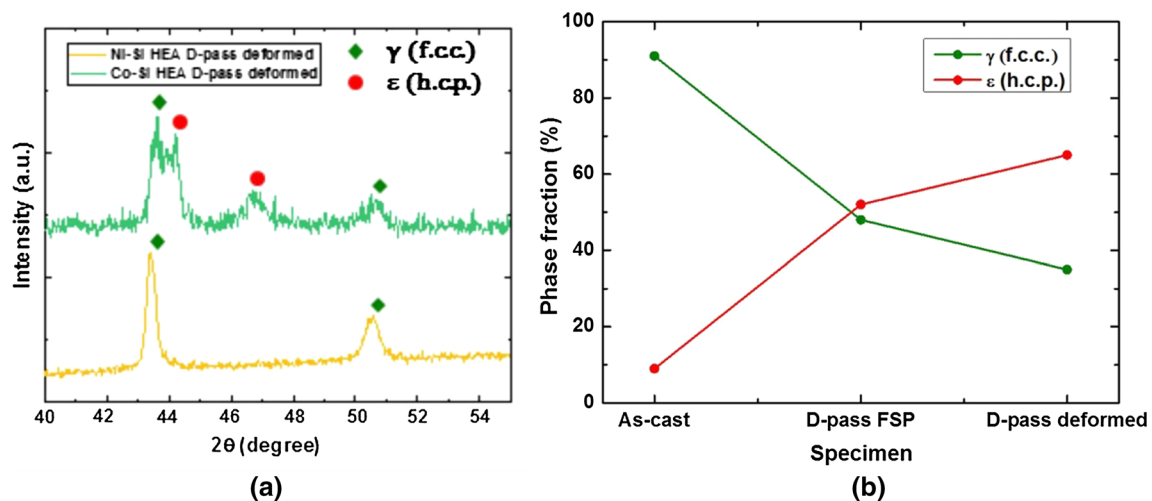 (a)
Ni-Si HEA D-pass deformed
Co-Si HEA D-pass deformed
γ (f.c.c.)
ε (h.c.p.)
Intensity (a.u.)
40 42 44 46 48 50 52 54
2θ (degree)
(a)
(b)
100
80
60
40
20
0
γ (f.c.c.)
ε (h.c.p.)
Phase fraction (%)
As-cast D-pass FSP D-pass deformed
Specimen
(b)